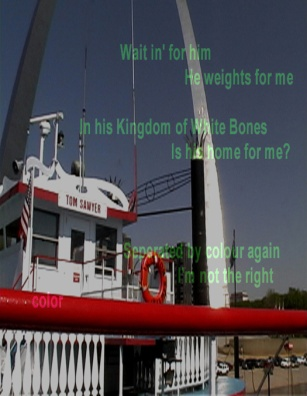 Wait in' for him
He weights for me
In his Kingdom of White Bones
Is his home for me?
TOM SAWYER
Seperated by colour again
I'm not the right
color